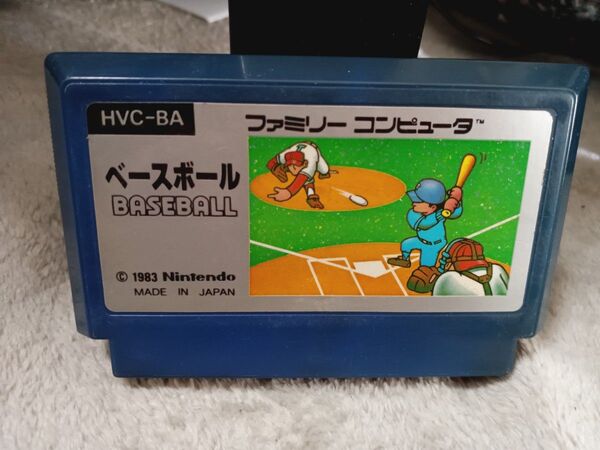 HVC-BA
ファミリー コンピュータ™
ベースボール
BASEBALL
© 1983 Nintendo
MADE IN JAPAN